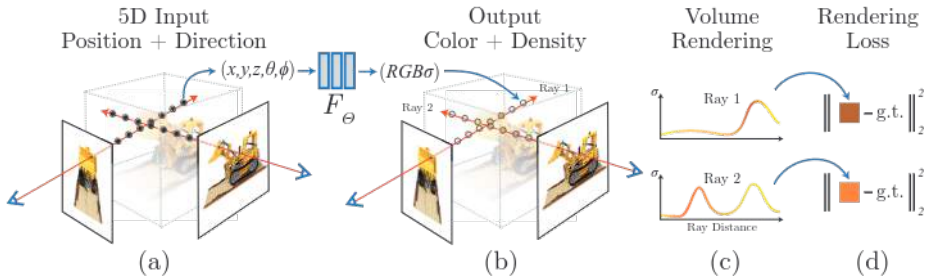 5D Input
Position + Direction
Output
Color + Density
Volume
Rendering
Rendering
Loss
(x,y,z,θ,ϕ)
F_Θ
(RGBσ)
Ray 1
Ray 2
σ
Ray 1
‖ − g.t. ‖²₂
σ
Ray 2
Ray Distance
‖ − g.t. ‖²₂
(a)
(b)
(c)
(d)